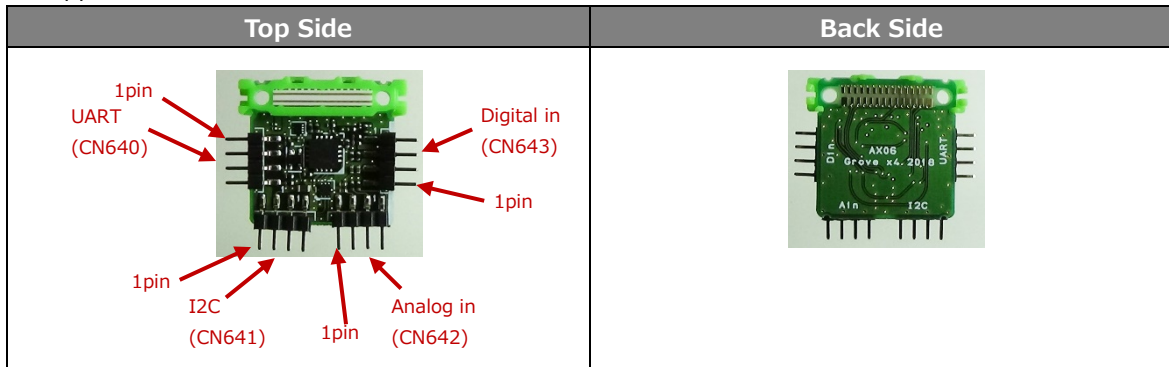 Top Side
Back Side
1pin
UART
(CN640)
Digital in
(CN643)
1pin
1pin
I2C
(CN641)
1pin
Analog in
(CN642)
Din
AX06
Grove x4.2018
UART
Ain
I2C